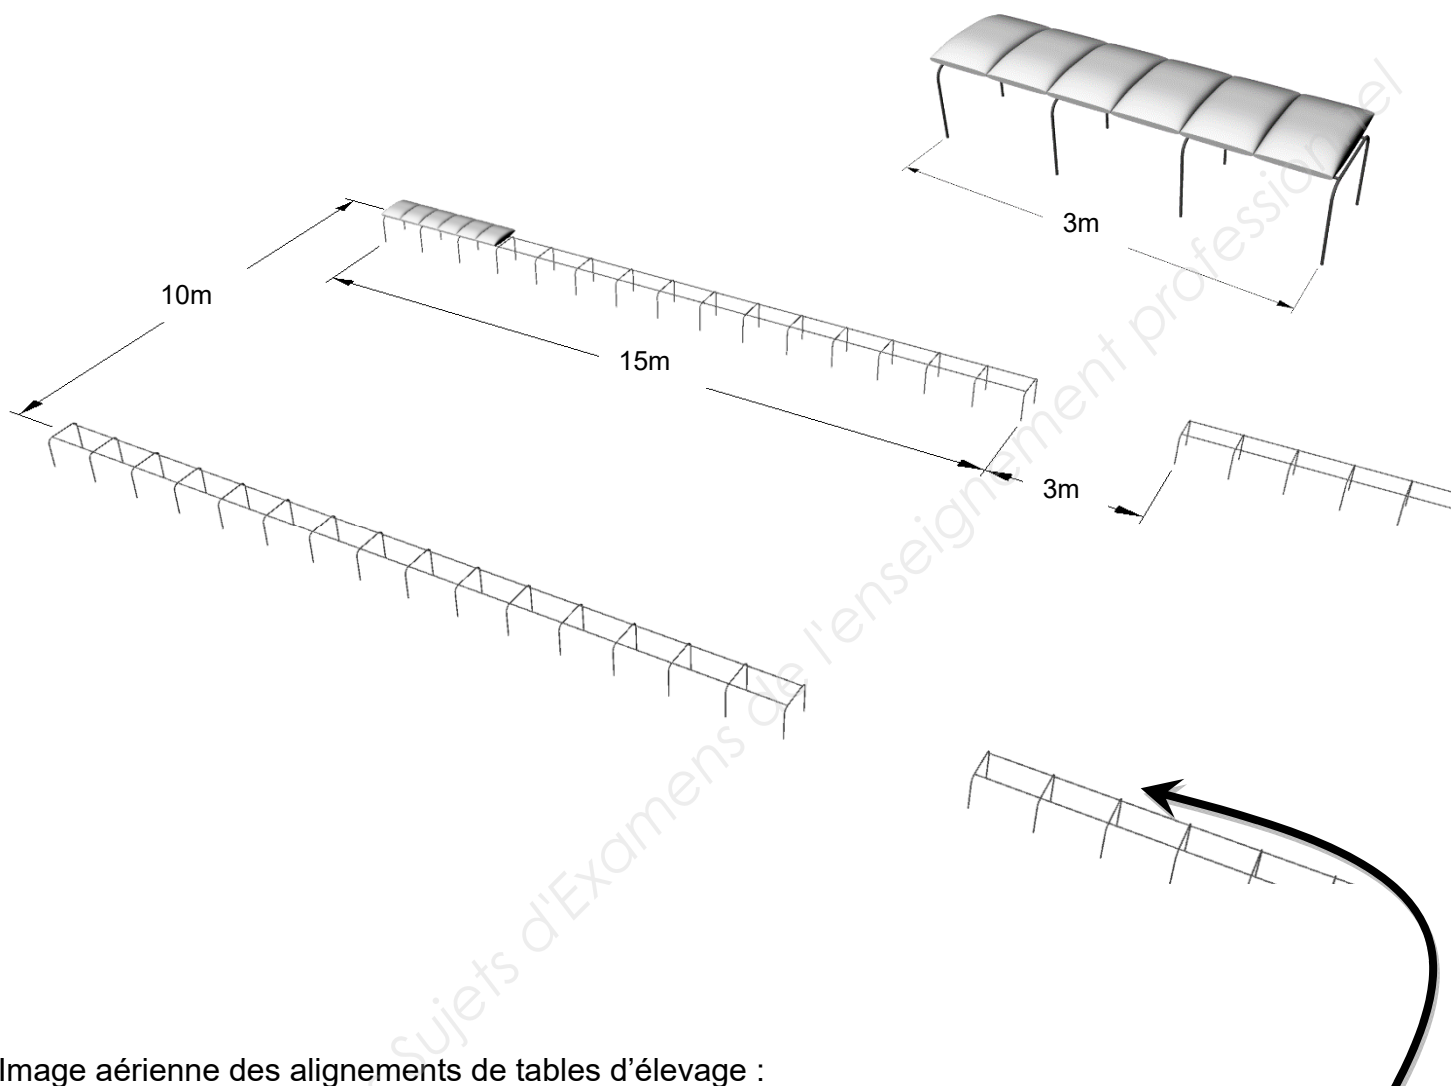 3m
10m
15m
3m
Sujets d'Examens de l'enseignement professionnel
Image aérienne des alignements de tables d’élevage :